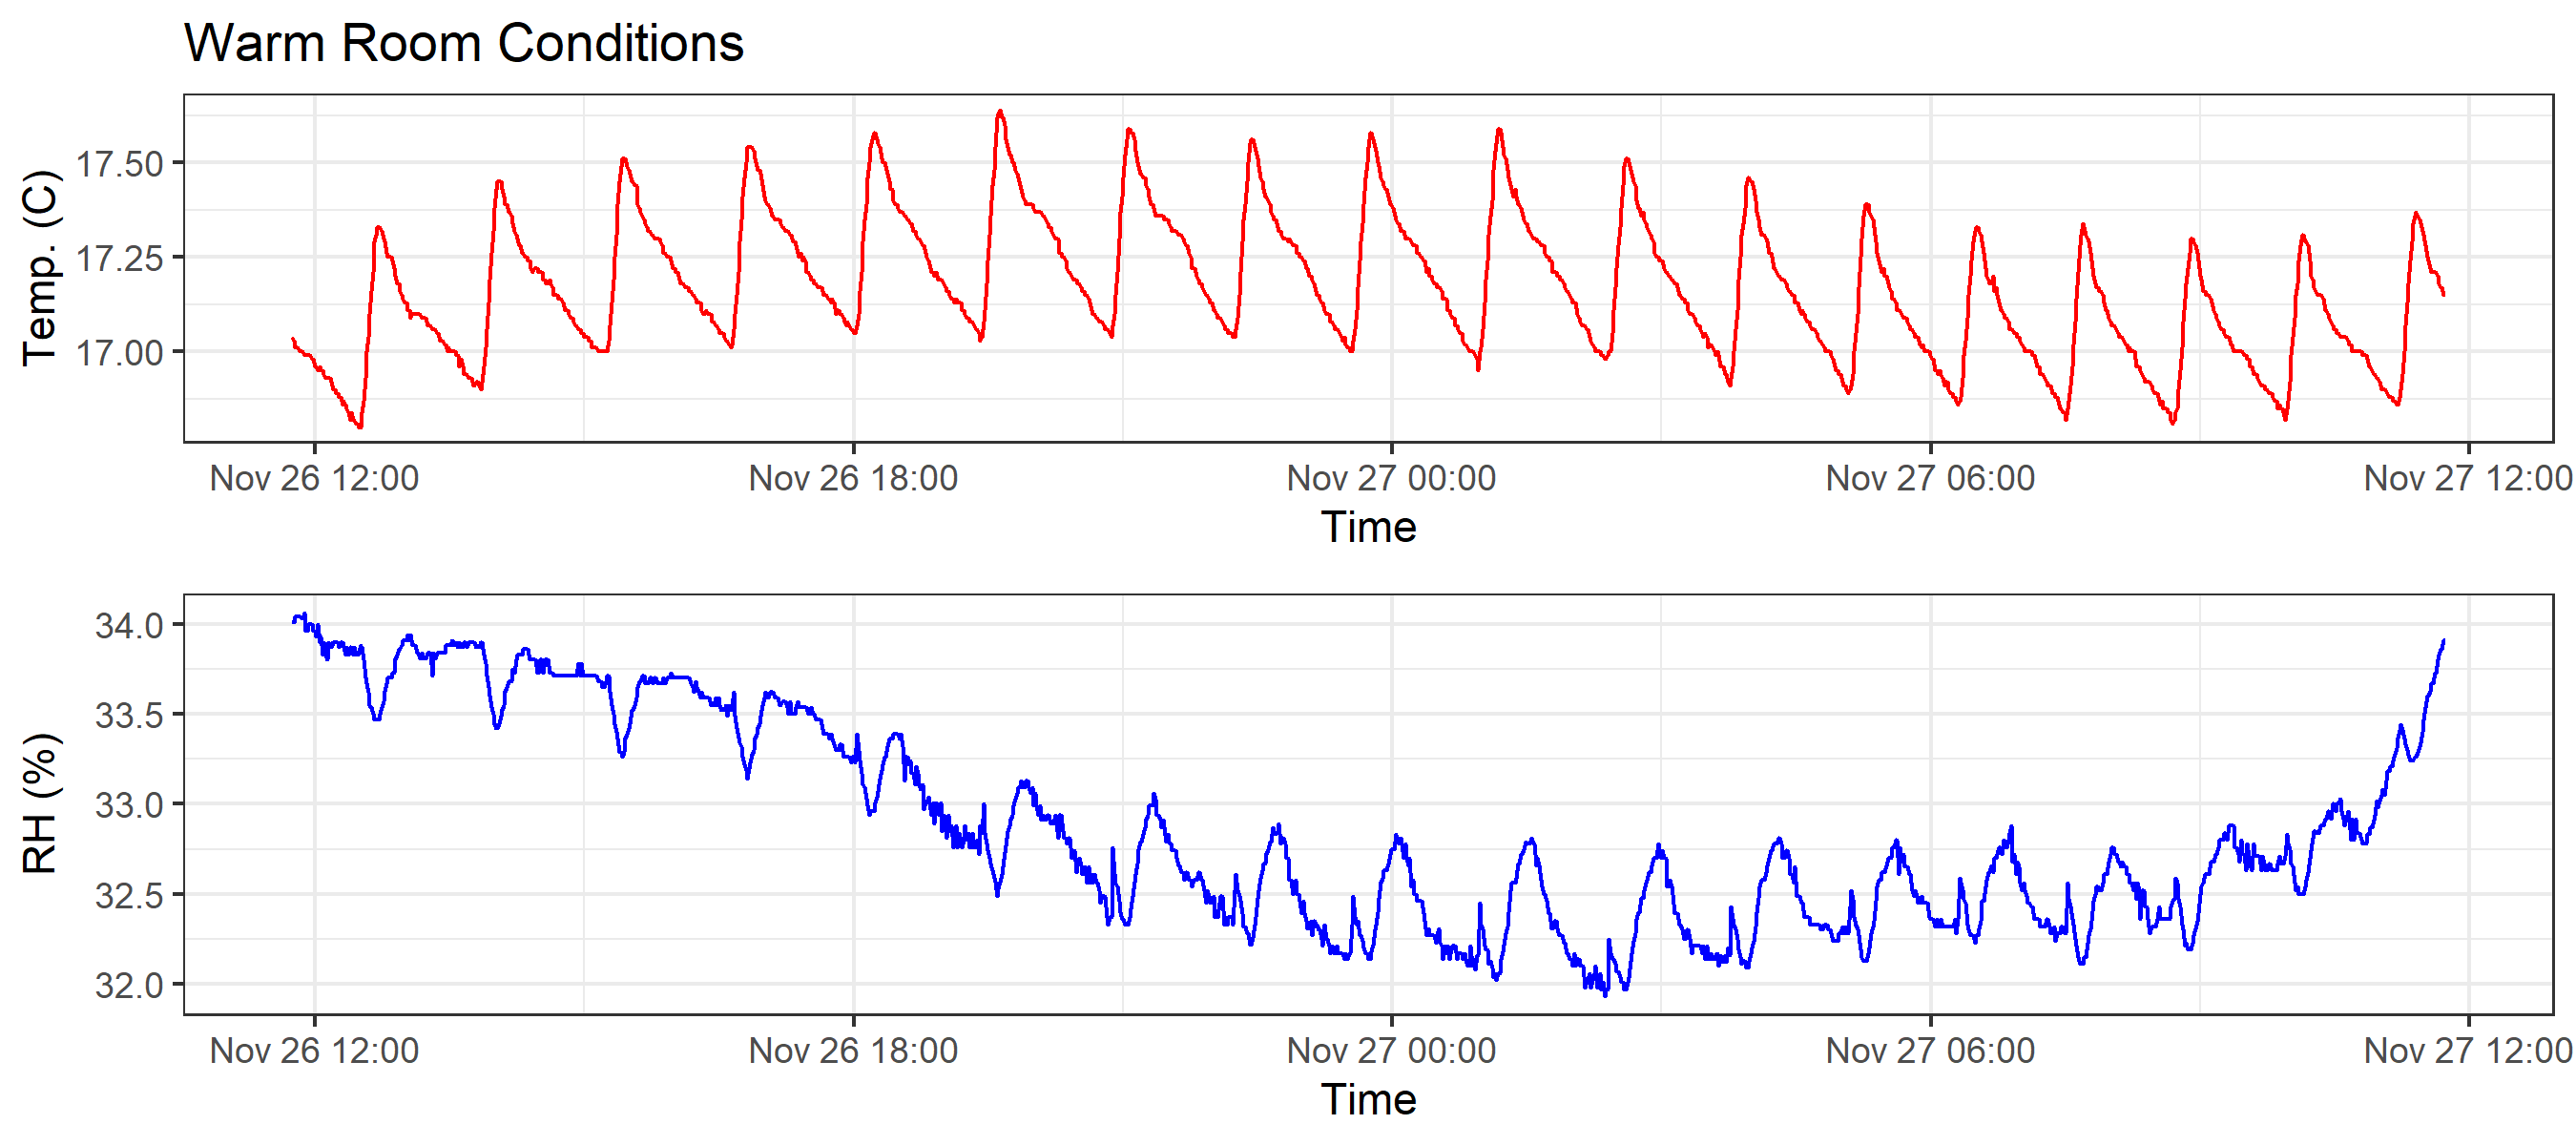 Warm Room Conditions
Temp. (C)
17.50
17.25
17.00
Nov 26 12:00 Nov 26 18:00 Nov 27 00:00 Nov 27 06:00 Nov 27 12:00
Time
RH (%)
34.0
33.5
33.0
32.5
32.0
Nov 26 12:00 Nov 26 18:00 Nov 27 00:00 Nov 27 06:00 Nov 27 12:00
Time